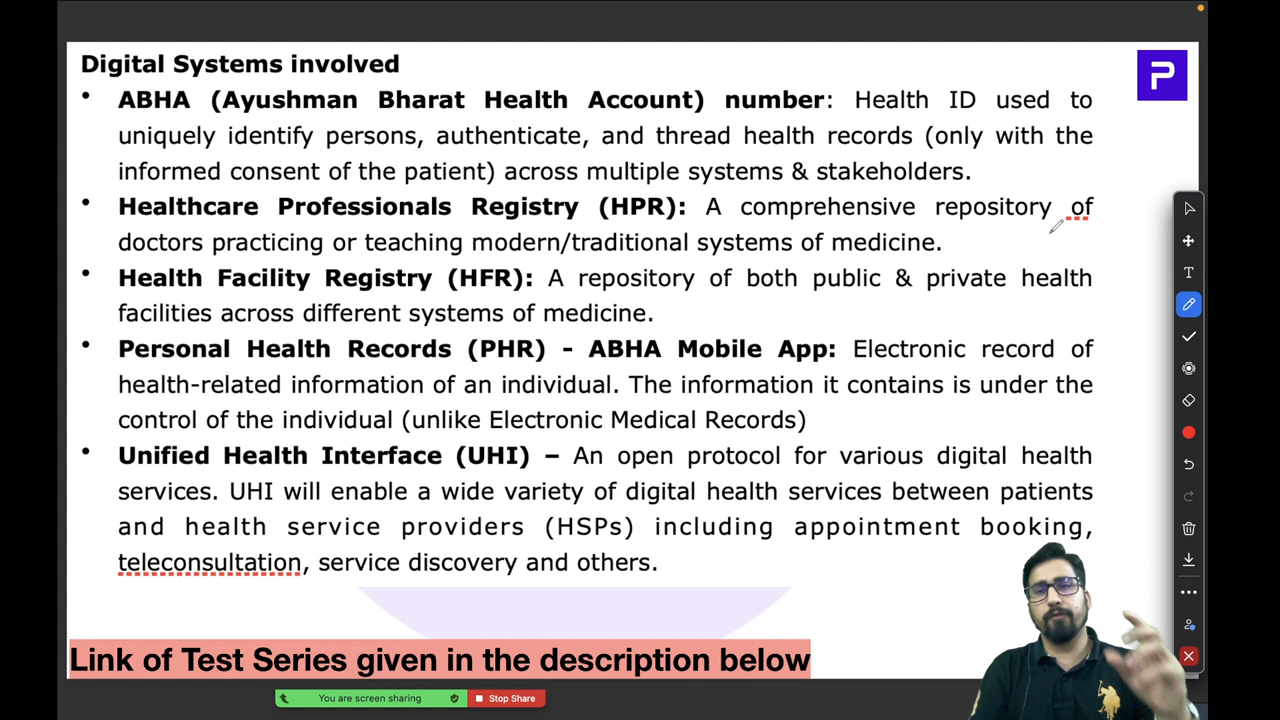 Digital Systems involved
• ABHA (Ayushman Bharat Health Account) number: Health ID used to
uniquely identify persons, authenticate, and thread health records (only with the
informed consent of the patient) across multiple systems & stakeholders.
• Healthcare Professionals Registry (HPR): A comprehensive repository of
doctors practicing or teaching modern/traditional systems of medicine.
• Health Facility Registry (HFR): A repository of both public & private health
facilities across different systems of medicine.
• Personal Health Records (PHR) - ABHA Mobile App: Electronic record of
health-related information of an individual. The information it contains is under the
control of the individual (unlike Electronic Medical Records)
• Unified Health Interface (UHI) – An open protocol for various digital health
services. UHI will enable a wide variety of digital health services between patients
and health service providers (HSPs) including appointment booking,
teleconsultation, service discovery and others.
Link of Test Series given in the description below
You are screen sharing
Stop Share
P
T